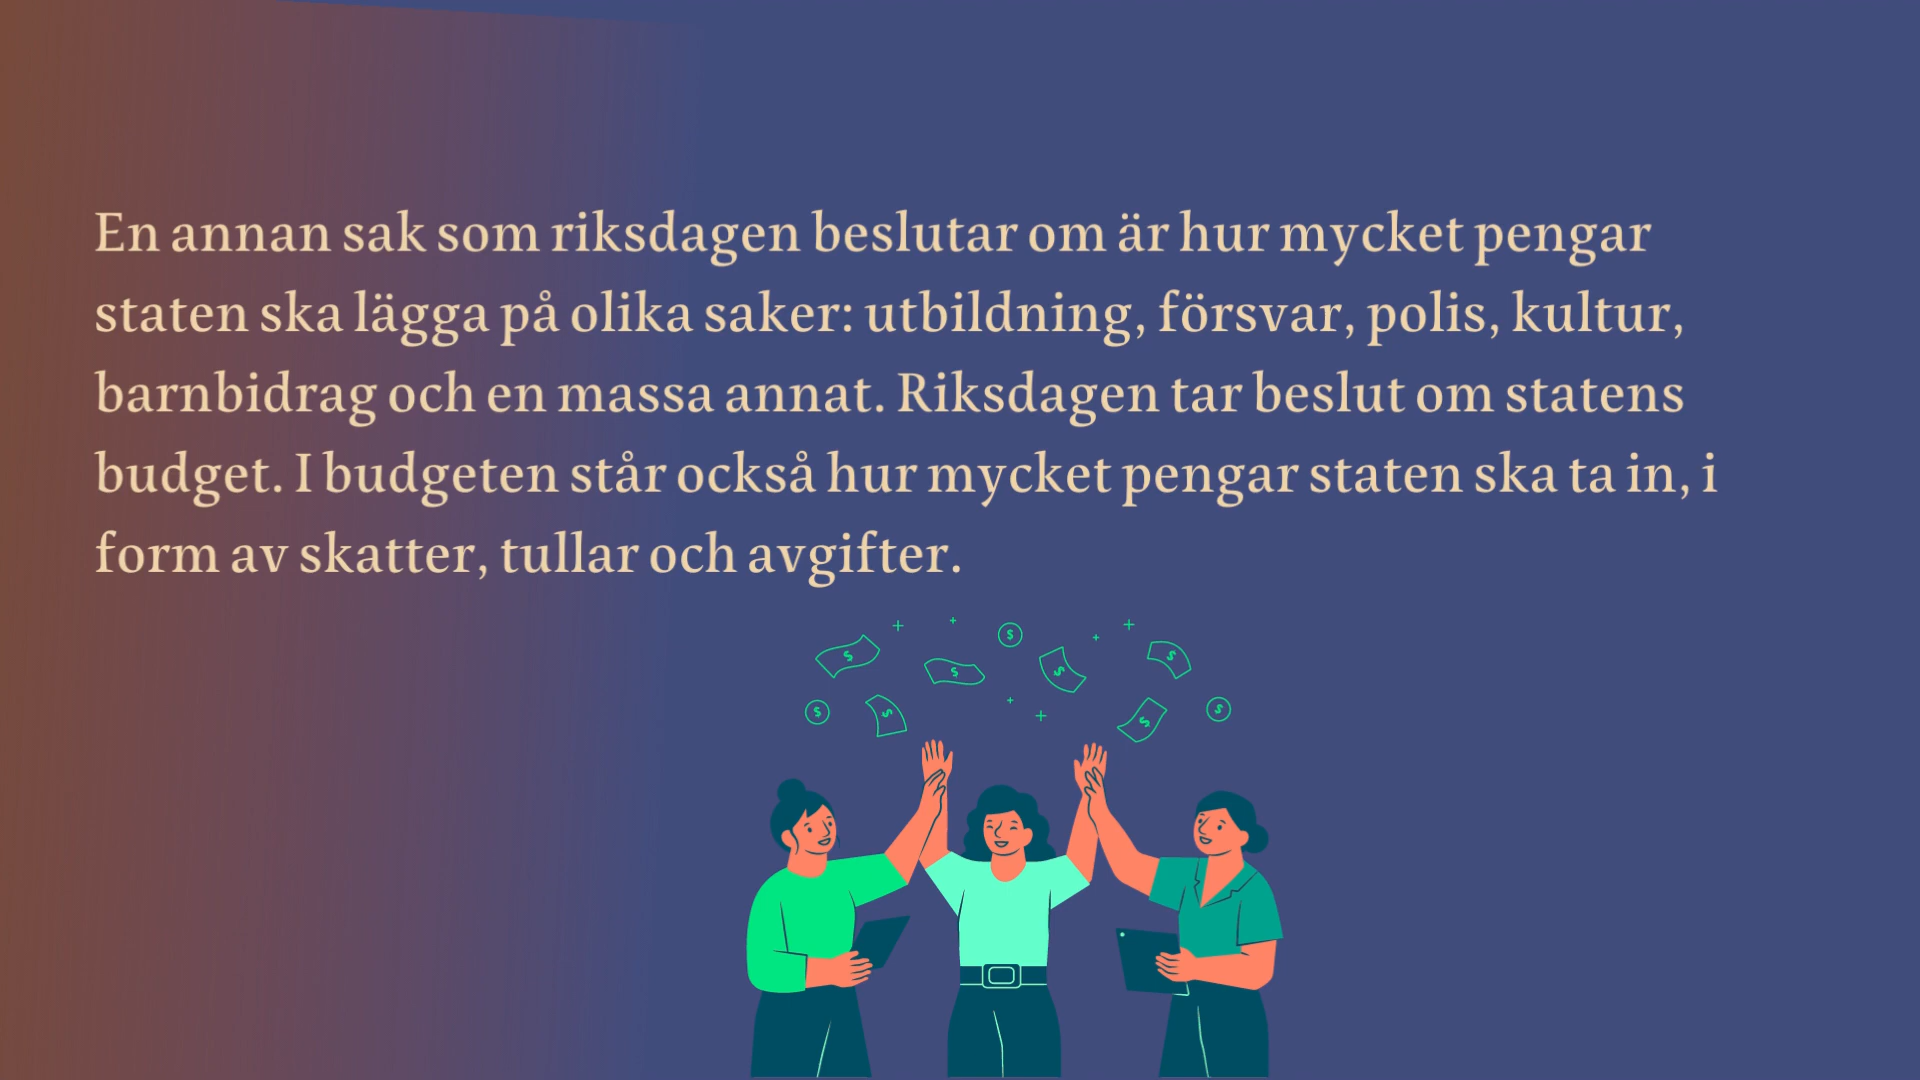 En annan sak som riksdagen beslutar om är hur mycket pengar
staten ska lägga på olika saker: utbildning, försvar, polis, kultur,
barnbidrag och en massa annat. Riksdagen tar beslut om statens
budget. I budgeten står också hur mycket pengar staten ska ta in, i
form av skatter, tullar och avgifter.